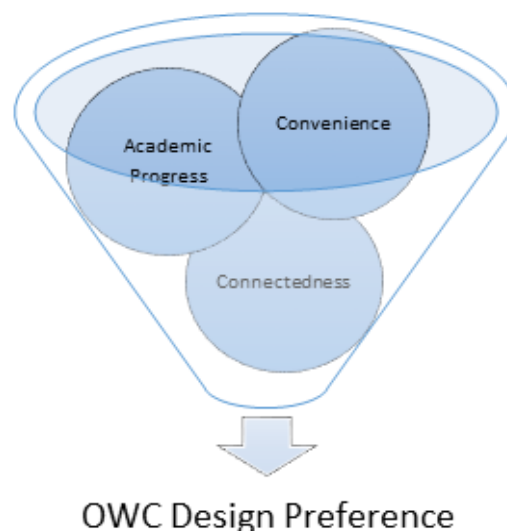 Convenience
Academic
Progress
Connectedness
OWC Design Preference